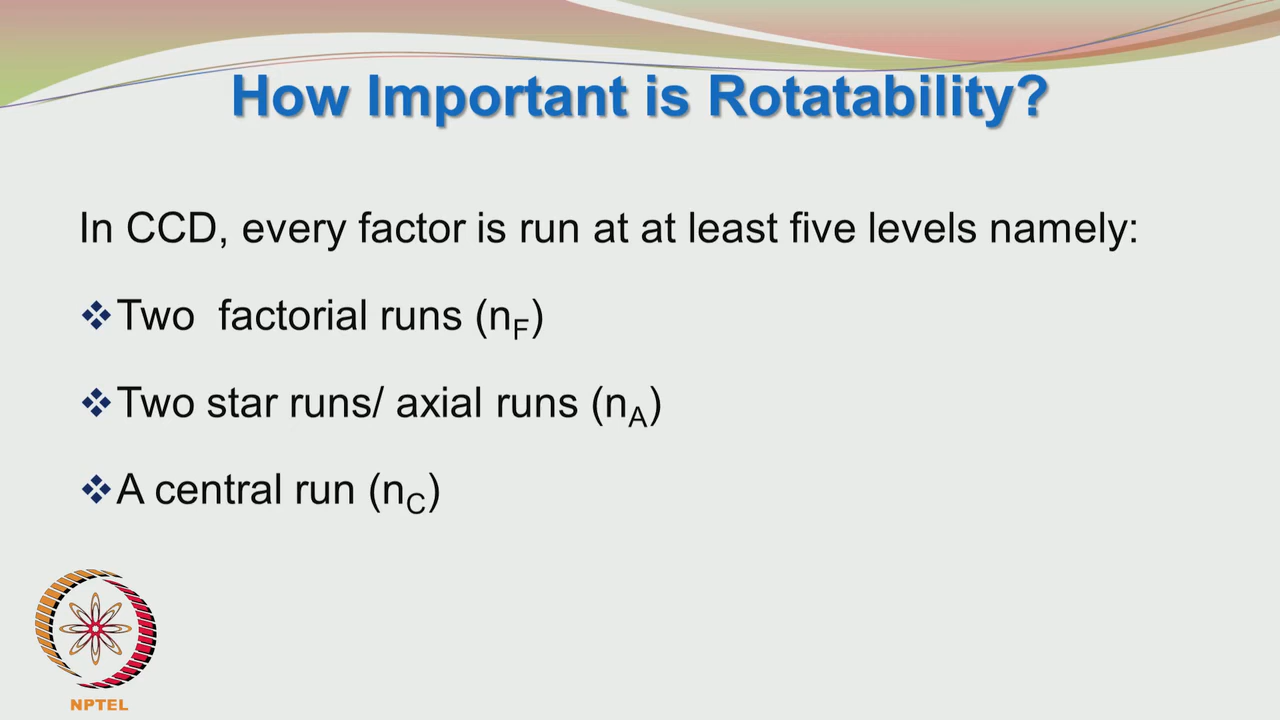 How Important is Rotatability?
In CCD, every factor is run at at least five levels namely:
❖Two factorial runs (nF)
❖Two star runs/ axial runs (nA)
❖A central run (nC)
NPTEL